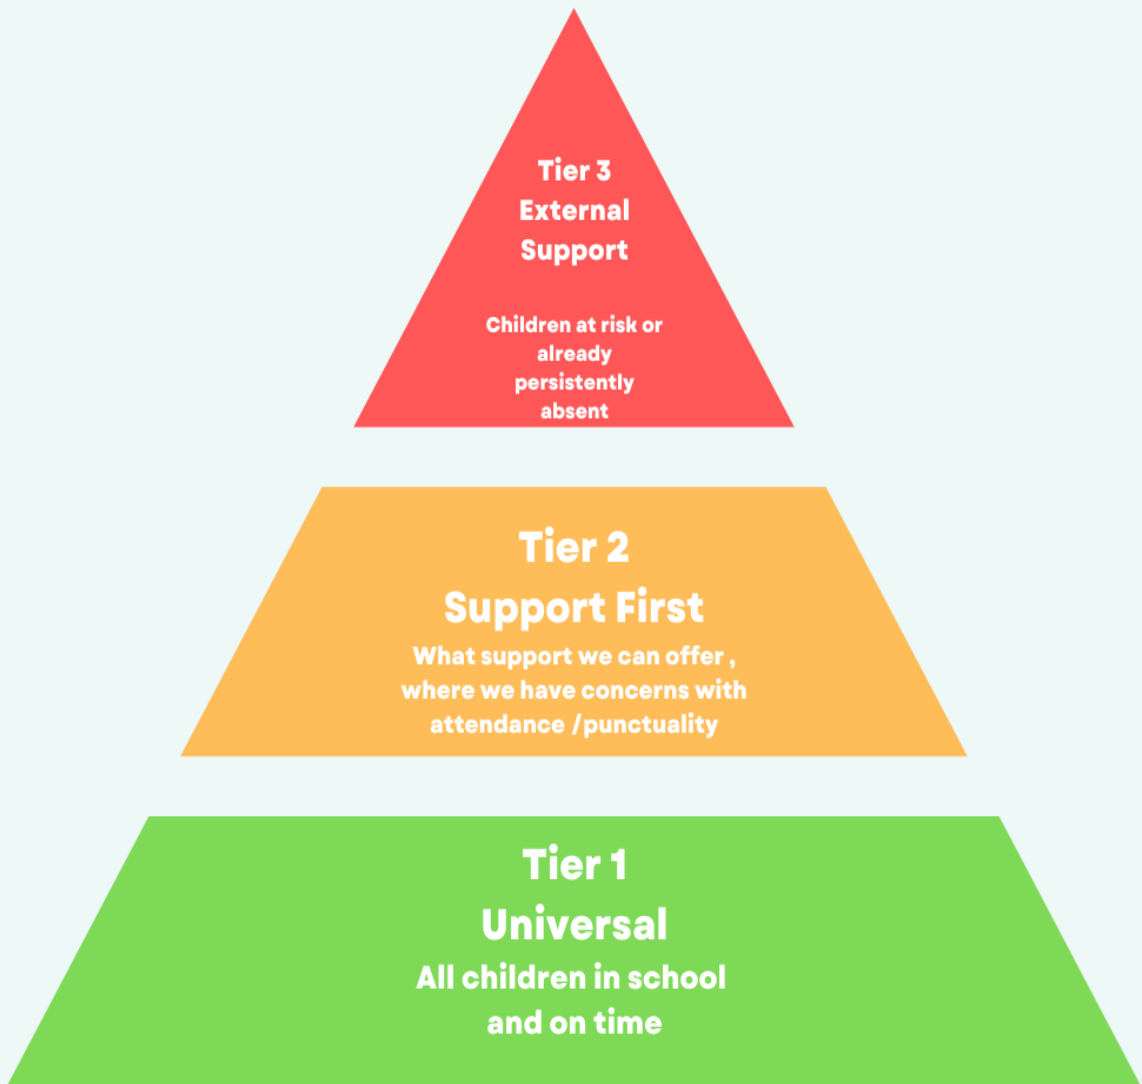 Tier 3
External
Support
Children at risk or
already
persistently
absent
Tier 2
Support First
What support we can offer ,
where we have concerns with
attendance /punctuality
Tier 1
Universal
All children in school
and on time